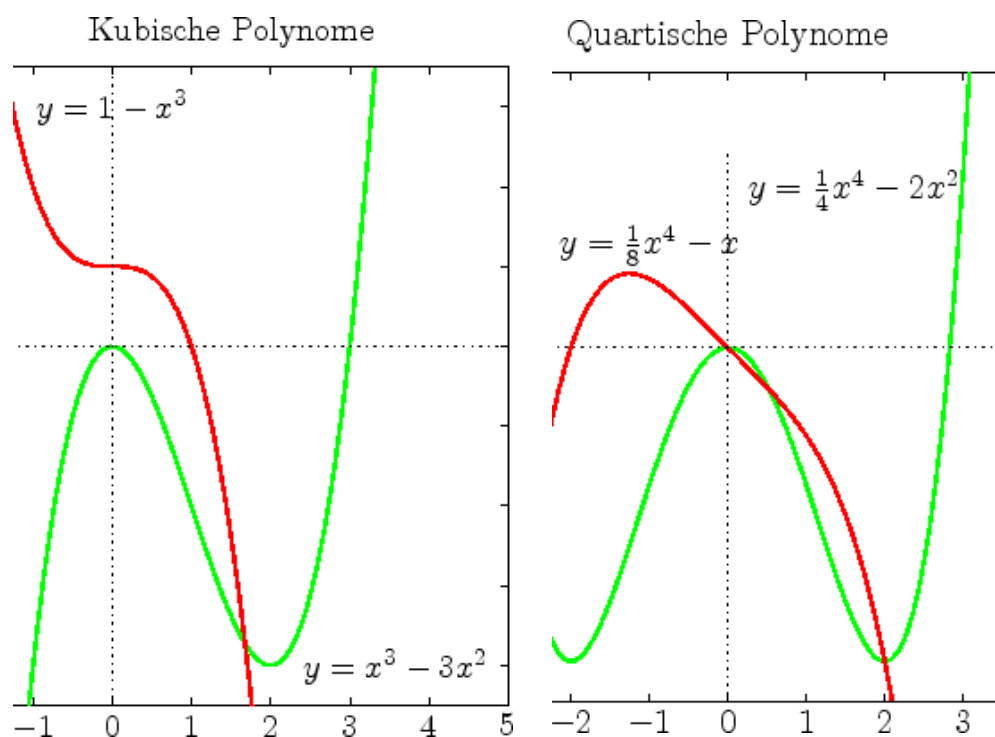 Kubische Polynome
y = 1 − x³
y = x³ − 3x²
−1 0 1 2 3 4 5
Quartische Polynome
y = ¼x⁴ − 2x²
y = ⅛x⁴ − x
−2 −1 0 1 2 3